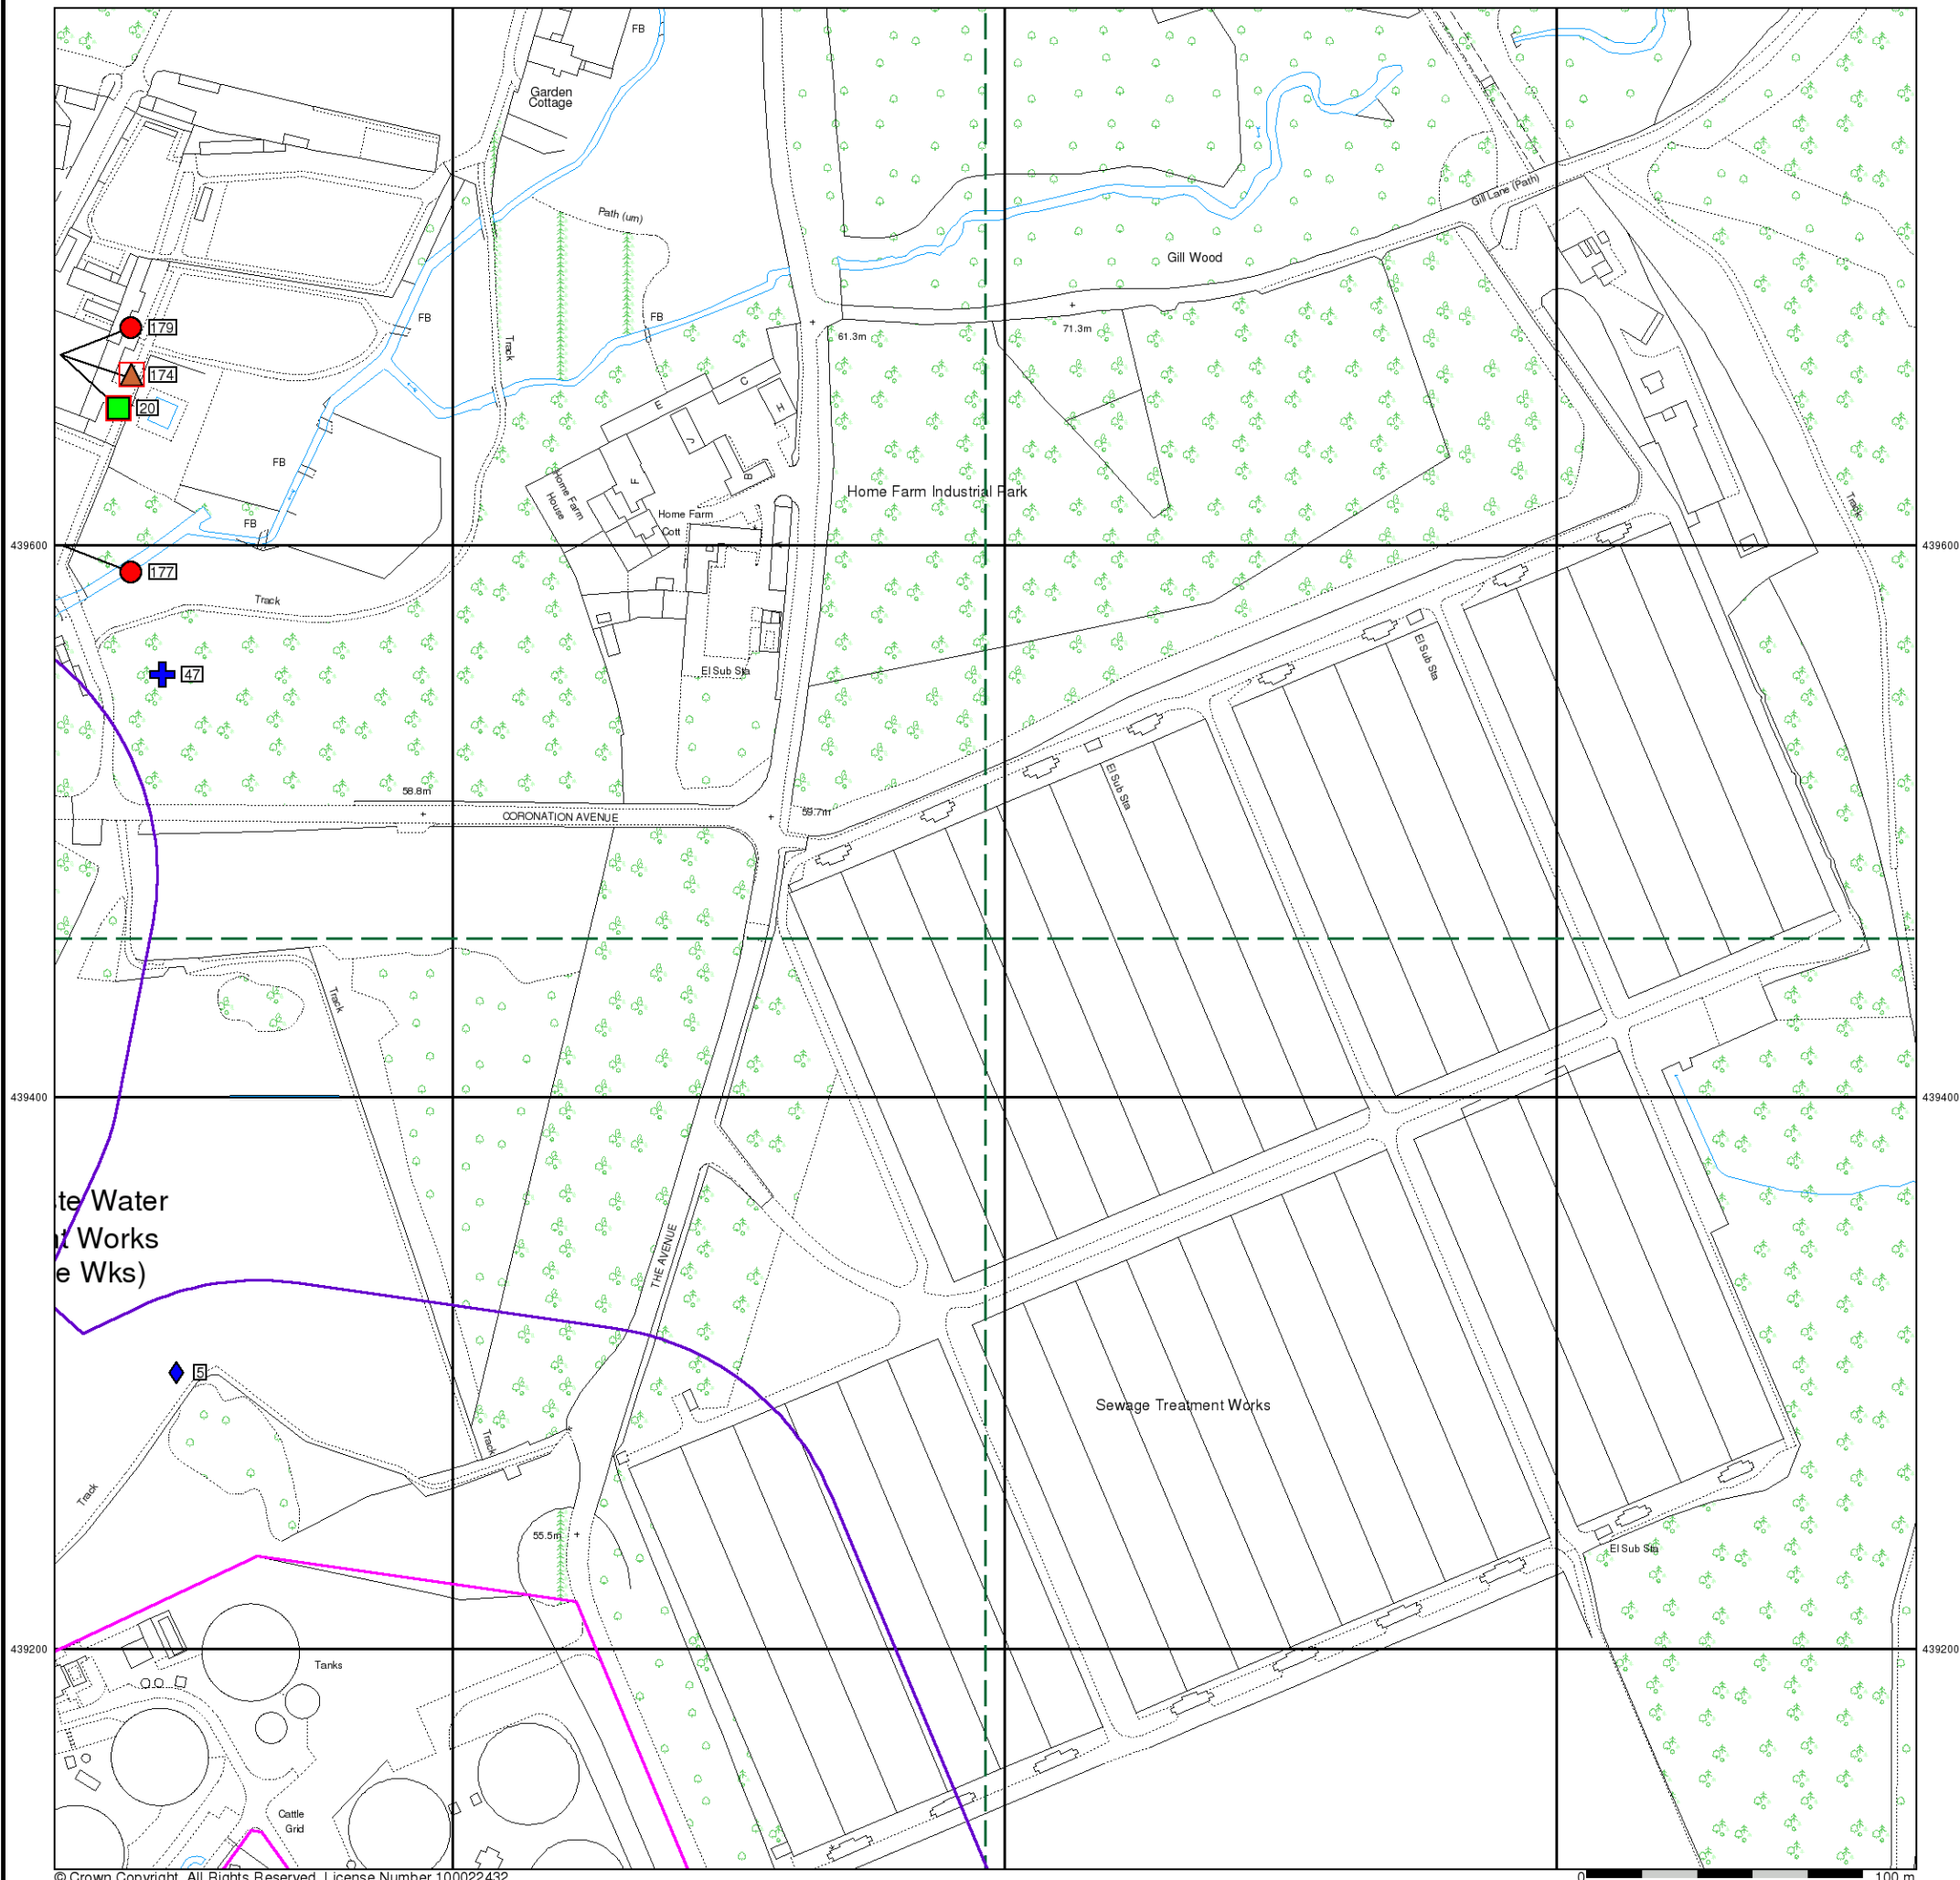 FB
Garden
Cottage
Gill Lane (Path)
Path (um)
Gill Wood
179
FB
FB
71.3m
61.3m
Track
174
C
20
E
H
J
FB
F
B
Home Farm Industrial Park
Home Farm
House
Track
Home Farm
Cott
FB
439600
A
D
439600
177
Track
El Sub Sta
47
El Sub Sta
58.8m
El Sub Sta
59.7m
CORONATION AVENUE
Track
439400
439400
te Water
t Works
e Wks)
THE AVENUE
5
Sewage Treatment Works
Track
Track
55.5m
El Sub Sta
439200
439200
Tanks
Cattle
Grid
© Crown Copyright. All Rights Reserved. License Number 100022432
0
100 m